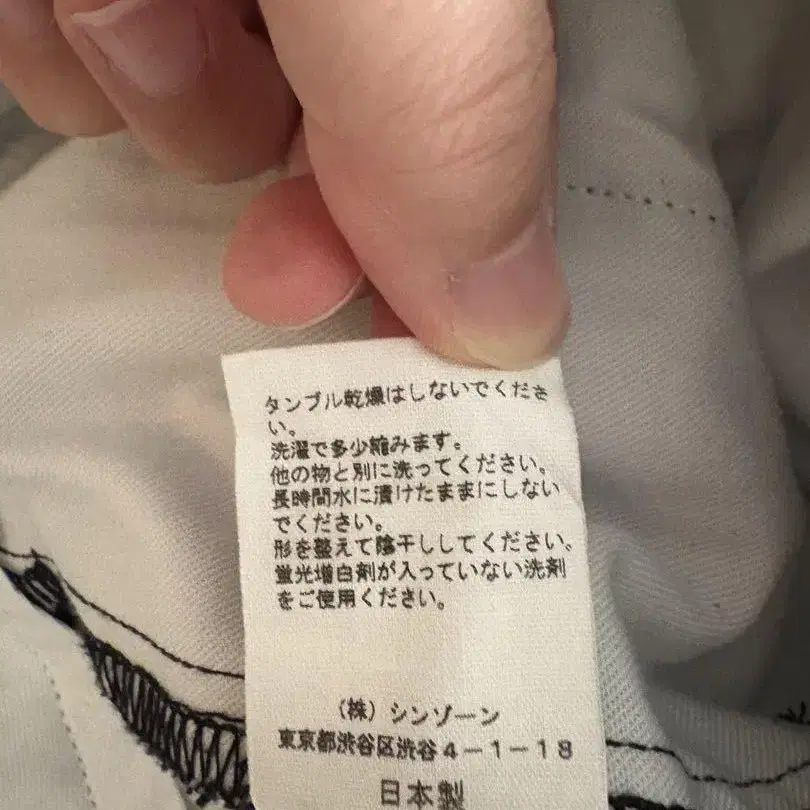 タンブル乾燥はしないでくださ
い。
洗濯で多少縮みます。
他の物と別に洗ってください。
長時間水に漬けたままにしない
でください。
形を整えて陰干ししてください。
蛍光増白剤が入っていない洗剤
をご使用ください。
（株）シンゾーン
東京都渋谷区渋谷４－１－１８
日本製